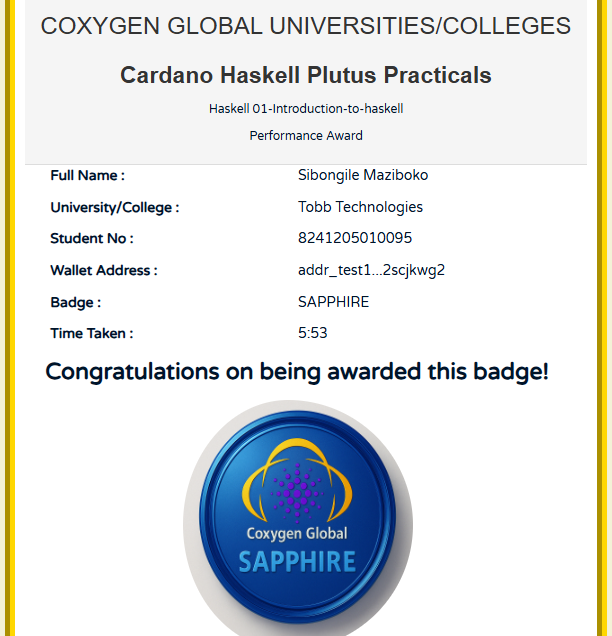 COXYGEN GLOBAL UNIVERSITIES/COLLEGES
Cardano Haskell Plutus Practicals
Haskell 01-Introduction-to-haskell
Performance Award
Full Name : Sibongile Maziboko
University/College : Tobb Technologies
Student No : 8241205010095
Wallet Address : addr_test1...2scjkwg2
Badge : SAPPHIRE
Time Taken : 5:53
Congratulations on being awarded this badge!
Coxygen Global
SAPPHIRE